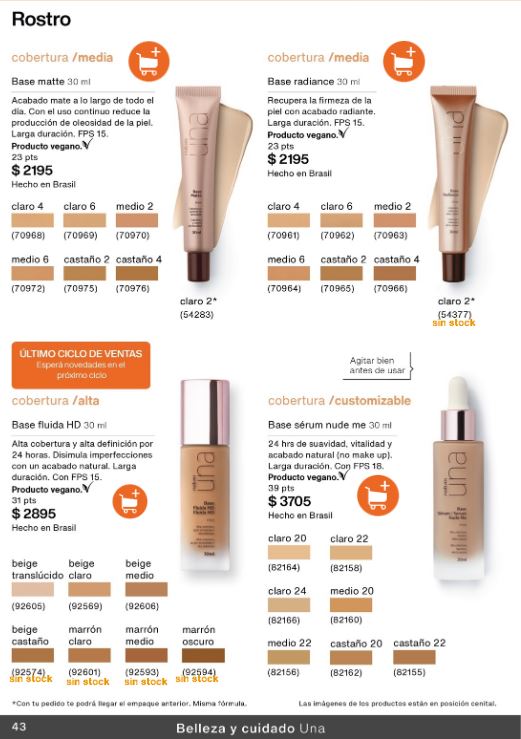 Rostro
cobertura /media
Base matte 30 ml
Acabado mate a lo largo de todo el
día. Con el uso continuo reduce la
producción de oleosidad de la piel.
Larga duración. FPS 15.
Producto vegano.
23 pts
$ 2195
Hecho en Brasil
claro 4 claro 6 medio 2
(70968) (70969) (70970)
medio 6 castaño 2 castaño 4
(70972) (70975) (70976)
una
claro 2*
(54283)
cobertura /media
Base radiance 30 ml
Recupera la firmeza de la
piel con acabado radiante.
Larga duración. FPS 15.
Producto vegano.
23 pts
$ 2195
Hecho en Brasil
claro 4 claro 6 medio 2
(70961) (70962) (70963)
medio 6 castaño 2 castaño 4
(70964) (70965) (70966)
claro 2*
(54377)
sin stock
ÚLTIMO CICLO DE VENTAS
Esperá novedades en el
próximo ciclo
cobertura /alta
Base fluida HD 30 ml
Alta cobertura y alta definición por
24 horas. Disimula imperfecciones
con un acabado natural. Larga
duración. Con FPS 15.
Producto vegano.
31 pts
$ 2895
Hecho en Brasil
una
beige beige beige
translúcido claro medio
(92605) (92569) (92606)
beige marrón marrón marrón
castaño claro medio oscuro
(92574) (92601) (92593) (92594)
sin stock sin stock sin stock sin stock
Agitar bien
antes de usar
cobertura /customizable
Base sérum nude me 30 ml
24 hrs de suavidad, vitalidad y
acabado natural (no make up).
Larga duración. Con FPS 18.
Producto vegano.
39 pts
$ 3705
Hecho en Brasil
una
claro 20 claro 22
(82164) (82158)
claro 24 medio 20
(82166) (82160)
medio 22 castaño 20 castaño 22
(82156) (82162) (82155)
*Con tu pedido te podrá llegar el empaque anterior. Misma fórmula.
Las imágenes de los productos están en posición cenital.
43 Belleza y cuidado Una